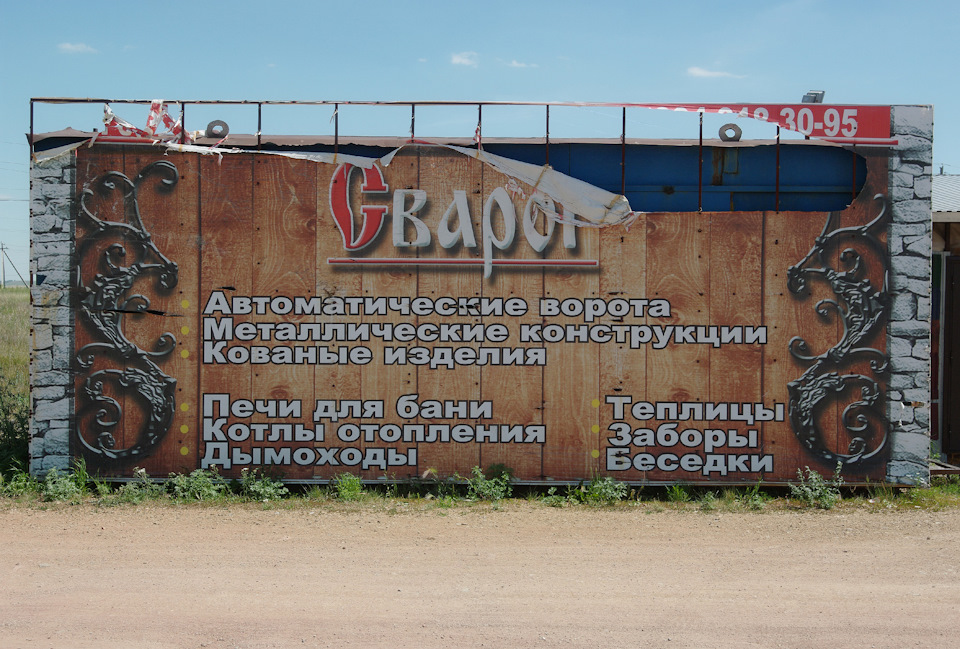 30-95
Сварог
Автоматические ворота
Металлические конструкции
Кованые изделия
Печи для бани
Котлы отопления
Дымоходы
Теплицы
Заборы
Беседки